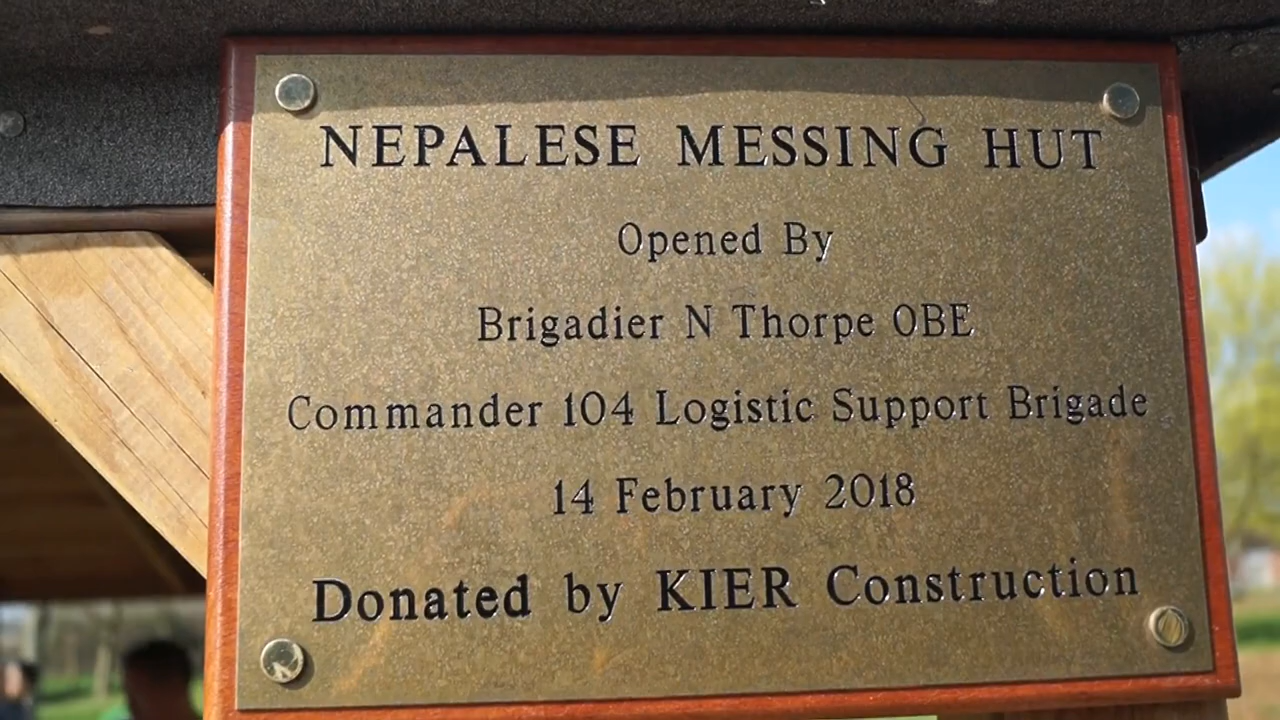 NEPALESE MESSING HUT
Opened By
Brigadier N Thorpe OBE
Commander 104 Logistic Support Brigade
14 February 2018
Donated by KIER Construction